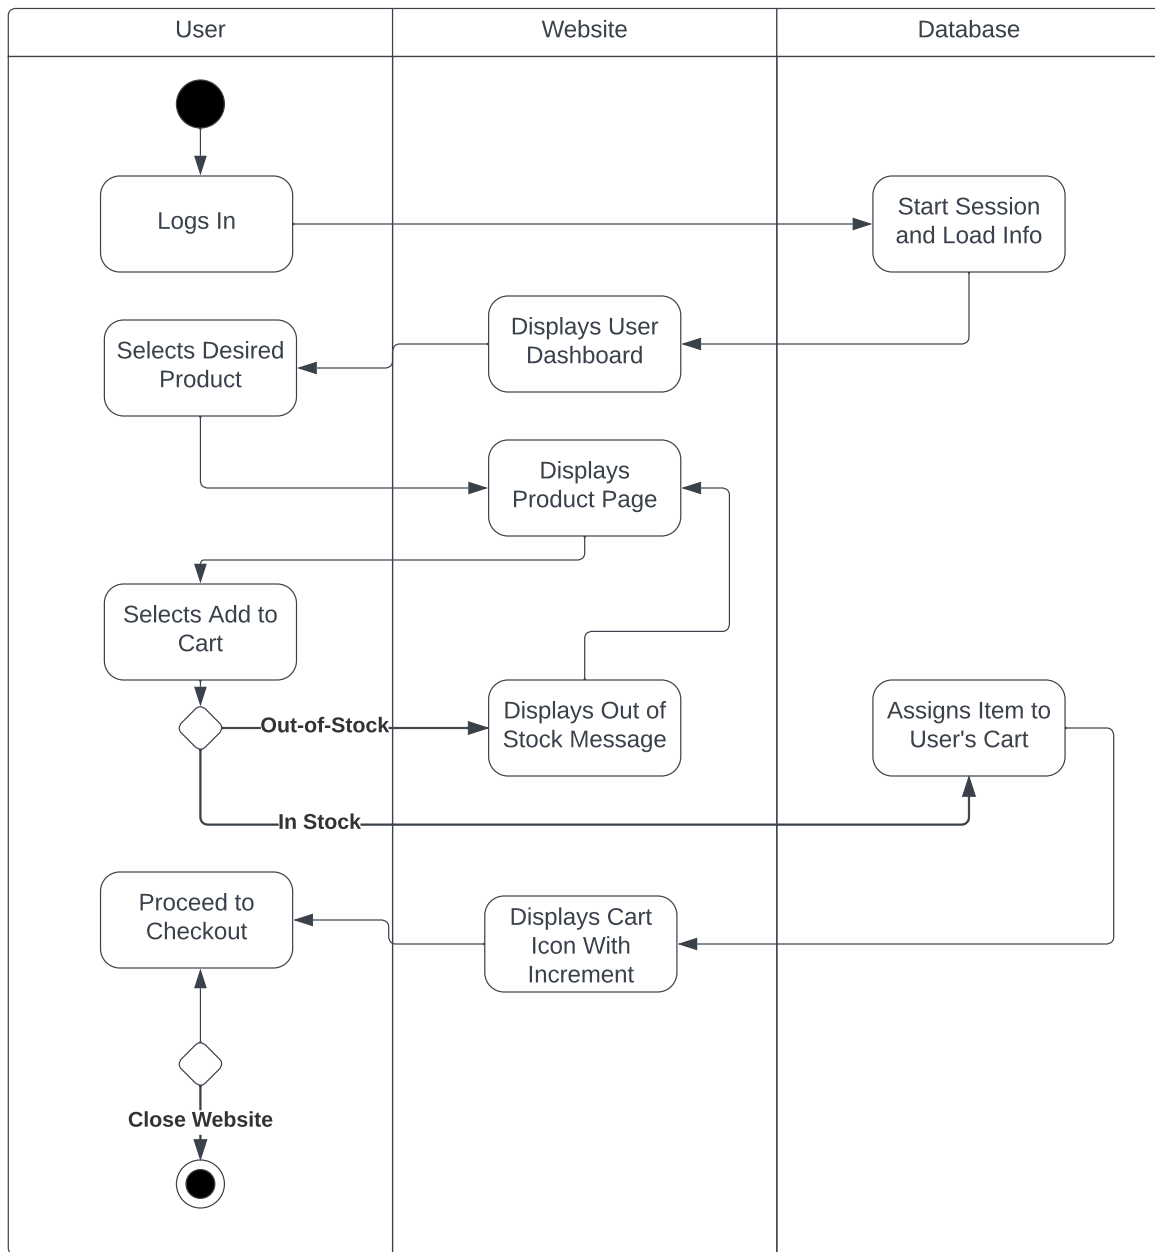 User
Website
Database
Logs In
Start Session
and Load Info
Displays User
Dashboard
Selects Desired
Product
Displays
Product Page
Selects Add to
Cart
Out-of-Stock
Displays Out of
Stock Message
Assigns Item to
User's Cart
In Stock
Proceed to
Checkout
Displays Cart
Icon With
Increment
Close Website